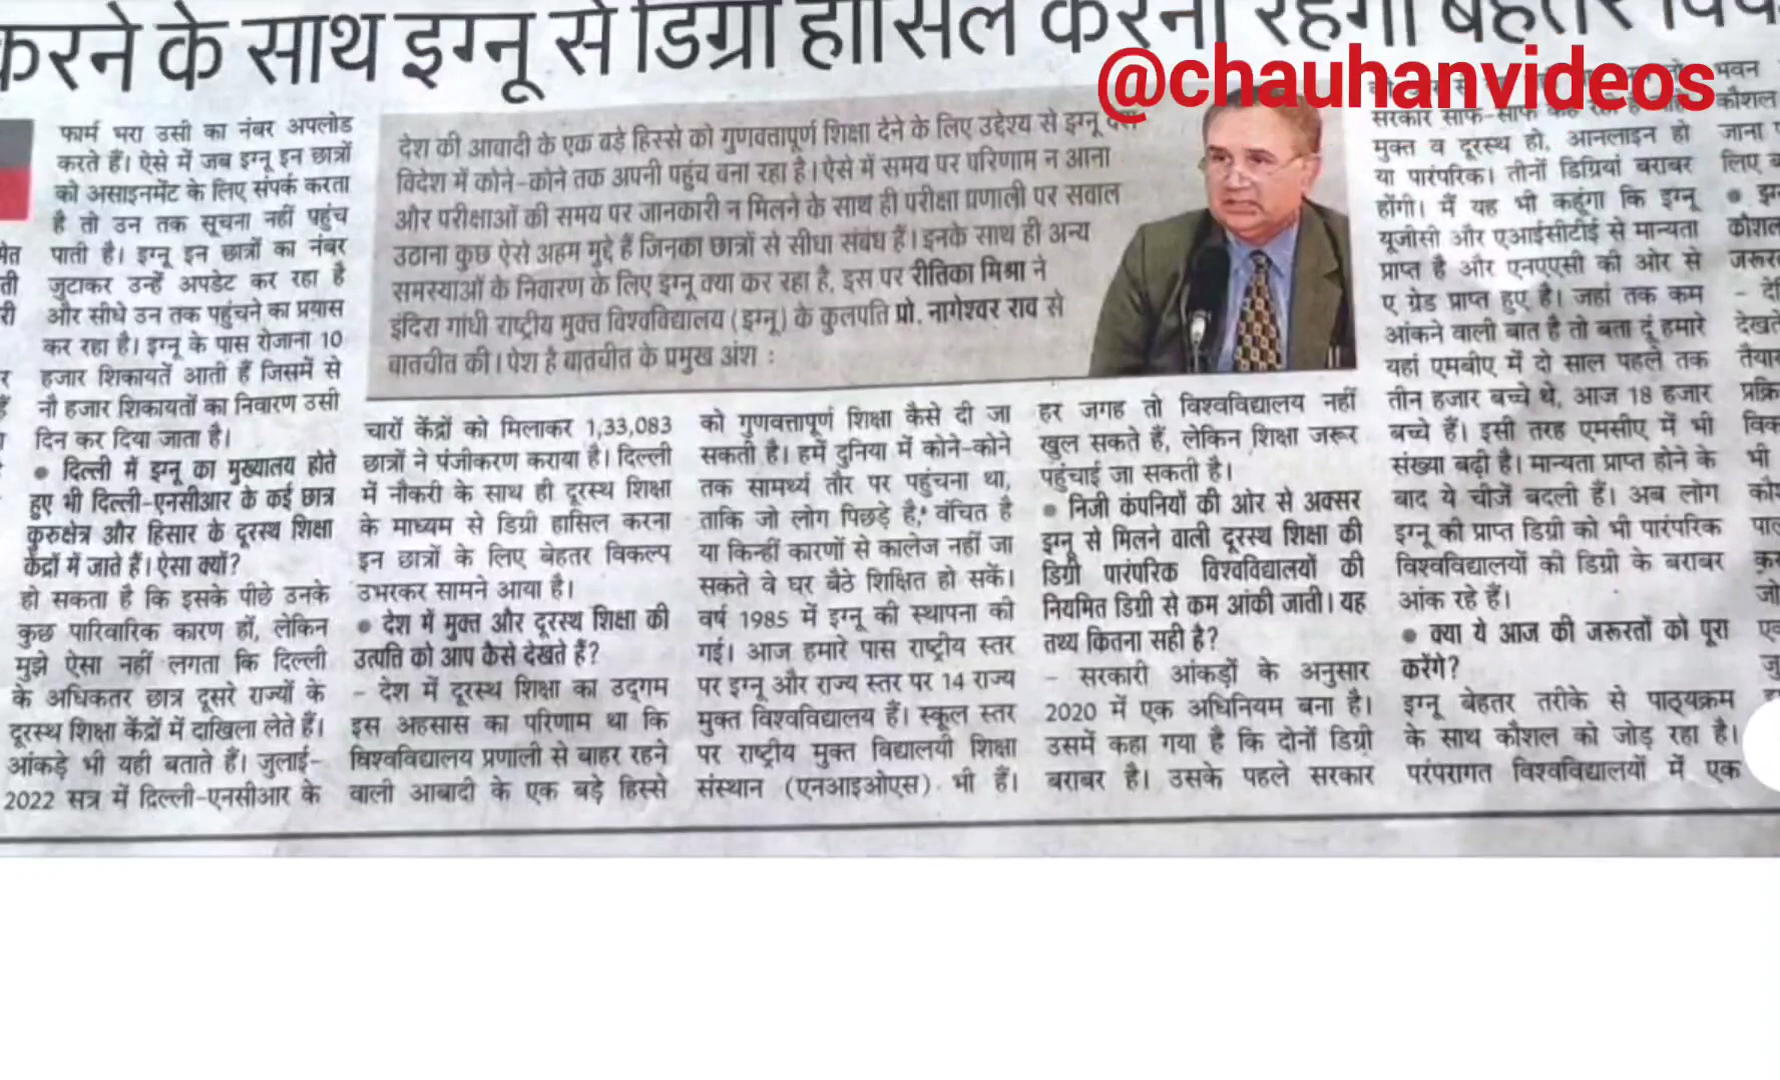 करने के साथ इग्नू से डिग्री हासिल करना रहेगा बेहतर
@chauhanvideos
फार्म भरा उसी का नंबर अपलोड
करते हैं। ऐसे में जब इग्नू इन छात्रों
को असाइनमेंट के लिए संपर्क करता
है तो उन तक सूचना नहीं पहुंच
पाती है। इग्नू इन छात्रों का नंबर
जुटाकर उन्हें अपडेट कर रहा है
और सीधे उन तक पहुंचने का प्रयास
कर रहा है। इग्नू के पास रोजाना 10
हजार शिकायतें आती हैं जिसमें से
नौ हजार शिकायतों का निवारण उसी
दिन कर दिया जाता है।
● दिल्ली में इग्नू का मुख्यालय होते
हुए भी दिल्ली-एनसीआर के कई छात्र
कुरुक्षेत्र और हिसार के दूरस्थ शिक्षा
केंद्रों में जाते हैं। ऐसा क्यों?
हो सकता है कि इसके पीछे उनके
कुछ पारिवारिक कारण हों, लेकिन
मुझे ऐसा नहीं लगता कि दिल्ली
के अधिकतर छात्र दूसरे राज्यों के
दूरस्थ शिक्षा केंद्रों में दाखिला लेते हैं।
आंकड़े भी यही बताते हैं। जुलाई-
2022 सत्र में दिल्ली-एनसीआर के
देश की आबादी के एक बड़े हिस्से को गुणवत्तापूर्ण शिक्षा देने के लिए उद्देश्य से इग्नू देश
विदेश में कोने-कोने तक अपनी पहुंच बना रहा है। ऐसे में समय पर परिणाम न आना
और परीक्षाओं की समय पर जानकारी न मिलने के साथ ही परीक्षा प्रणाली पर सवाल
उठाना कुछ ऐसे अहम मुद्दे हैं जिनका छात्रों से सीधा संबंध हैं। इनके साथ ही अन्य
समस्याओं के निवारण के लिए इग्नू क्या कर रहा है, इस पर रीतिका मिश्रा ने
इंदिरा गांधी राष्ट्रीय मुक्त विश्वविद्यालय (इग्नू) के कुलपति प्रो. नागेश्वर राव से
बातचीत की। पेश है बातचीत के प्रमुख अंश :
चारों केंद्रों को मिलाकर 1,33,083
छात्रों ने पंजीकरण कराया है। दिल्ली
में नौकरी के साथ ही दूरस्थ शिक्षा
के माध्यम से डिग्री हासिल करना
इन छात्रों के लिए बेहतर विकल्प
उभरकर सामने आया है।
● देश में मुक्त और दूरस्थ शिक्षा की
उत्पति को आप कैसे देखते हैं?
- देश में दूरस्थ शिक्षा का उद्‌गम
इस अहसास का परिणाम था कि
विश्वविद्यालय प्रणाली से बाहर रहने
वाली आबादी के एक बड़े हिस्से
को गुणवत्तापूर्ण शिक्षा कैसे दी जा
सकती है। हमें दुनिया में कोने-कोने
तक सामर्थ्य तौर पर पहुंचना था,
ताकि जो लोग पिछड़े है, वंचित है
या किन्हीं कारणों से कालेज नहीं जा
सकते वे घर बैठे शिक्षित हो सकें।
वर्ष 1985 में इग्नू की स्थापना की
गई। आज हमारे पास राष्ट्रीय स्तर
पर इग्नू और राज्य स्तर पर 14 राज्य
मुक्त विश्वविद्यालय हैं। स्कूल स्तर
पर राष्ट्रीय मुक्त विद्यालयी शिक्षा
संस्थान (एनआइओएस) भी हैं।
हर जगह तो विश्वविद्यालय नहीं
खुल सकते हैं, लेकिन शिक्षा जरूर
पहुंचाई जा सकती है।
● निजी कंपनियों की ओर से अक्सर
इग्नू से मिलने वाली दूरस्थ शिक्षा की
डिग्री पारंपरिक विश्वविद्यालयों की
नियमित डिग्री से कम आंकी जाती। यह
तथ्य कितना सही है?
- सरकारी आंकड़ों के अनुसार
2020 में एक अधिनियम बना है।
उसमें कहा गया है कि दोनों डिग्री
बराबर है। उसके पहले सरकार
सरकार साफ-साफ कह रही है
मुक्त व दूरस्थ हो, आनलाइन हो
या पारंपरिक। तीनों डिग्रियां बराबर
होंगी। मैं यह भी कहूंगा कि इग्नू
यूजीसी और एआईसीटीई से मान्यता
प्राप्त है और एनएएसी की ओर से
ए ग्रेड प्राप्त हुए है। जहां तक कम
आंकने वाली बात है तो बता दूं हमारे
यहां एमबीए में दो साल पहले तक
तीन हजार बच्चे थे, आज 18 हजार
बच्चे हैं। इसी तरह एमसीए में भी
संख्या बढ़ी है। मान्यता प्राप्त होने के
बाद ये चीजें बदली हैं। अब लोग
इग्नू की प्राप्त डिग्री को भी पारंपरिक
विश्वविद्यालयों की डिग्री के बराबर
आंक रहे हैं।
● क्या ये आज की जरूरतों को पूरा
करेंगे?
इग्नू बेहतर तरीके से पाठ्यक्रम
के साथ कौशल को जोड़ रहा है।
परंपरागत विश्वविद्यालयों में एक
भवन
कौशल
जाना
लिए